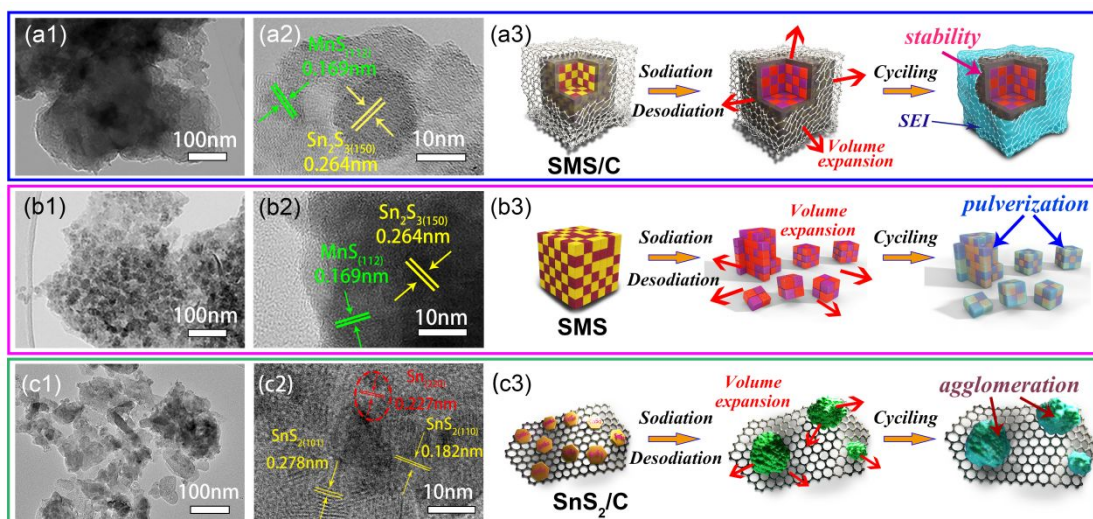 (a1)
100nm
(a2)
MnS(112)
0.169nm
Sn2S3(150)
0.264nm
10nm
(a3)
Sodiation
Desodiation
SMS/C
Volume
expansion
Cyciling
stability
SEI
(b1)
100nm
(b2)
Sn2S3(150)
0.264nm
MnS(112)
0.169nm
10nm
(b3)
Sodiation
Desodiation
SMS
Volume
expansion
Cyciling
pulverization
(c1)
100nm
(c2)
0.227nm
SnS2(101)
0.278nm
SnS2(110)
0.182nm
10nm
(c3)
Sodiation
Desodiation
SnS2/C
Volume
expansion
Cyciling
agglomeration